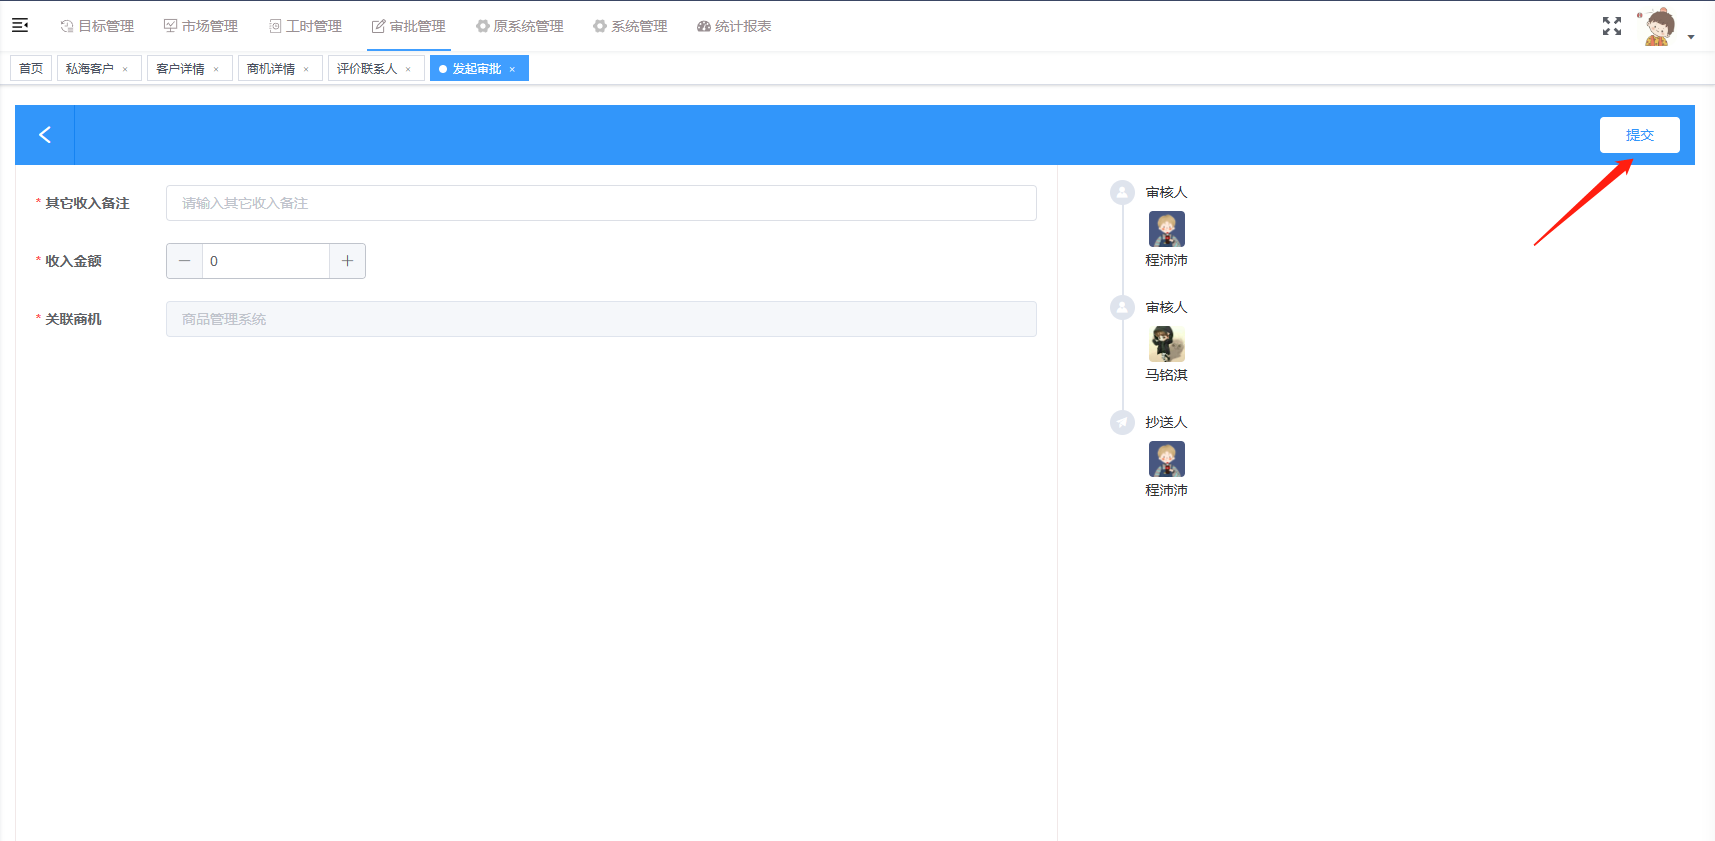 目标管理 市场管理 工时管理 审批管理 原系统管理 系统管理 统计报表
首页 私海客户 × 客户详情 × 商机详情 × 评价联系人 × 发起审批 ×
提交
* 其它收入备注 请输入其它收入备注
* 收入金额 − 0 +
* 关联商机 商品管理系统
审核人
程沛沛
审核人
马铭淇
抄送人
程沛沛